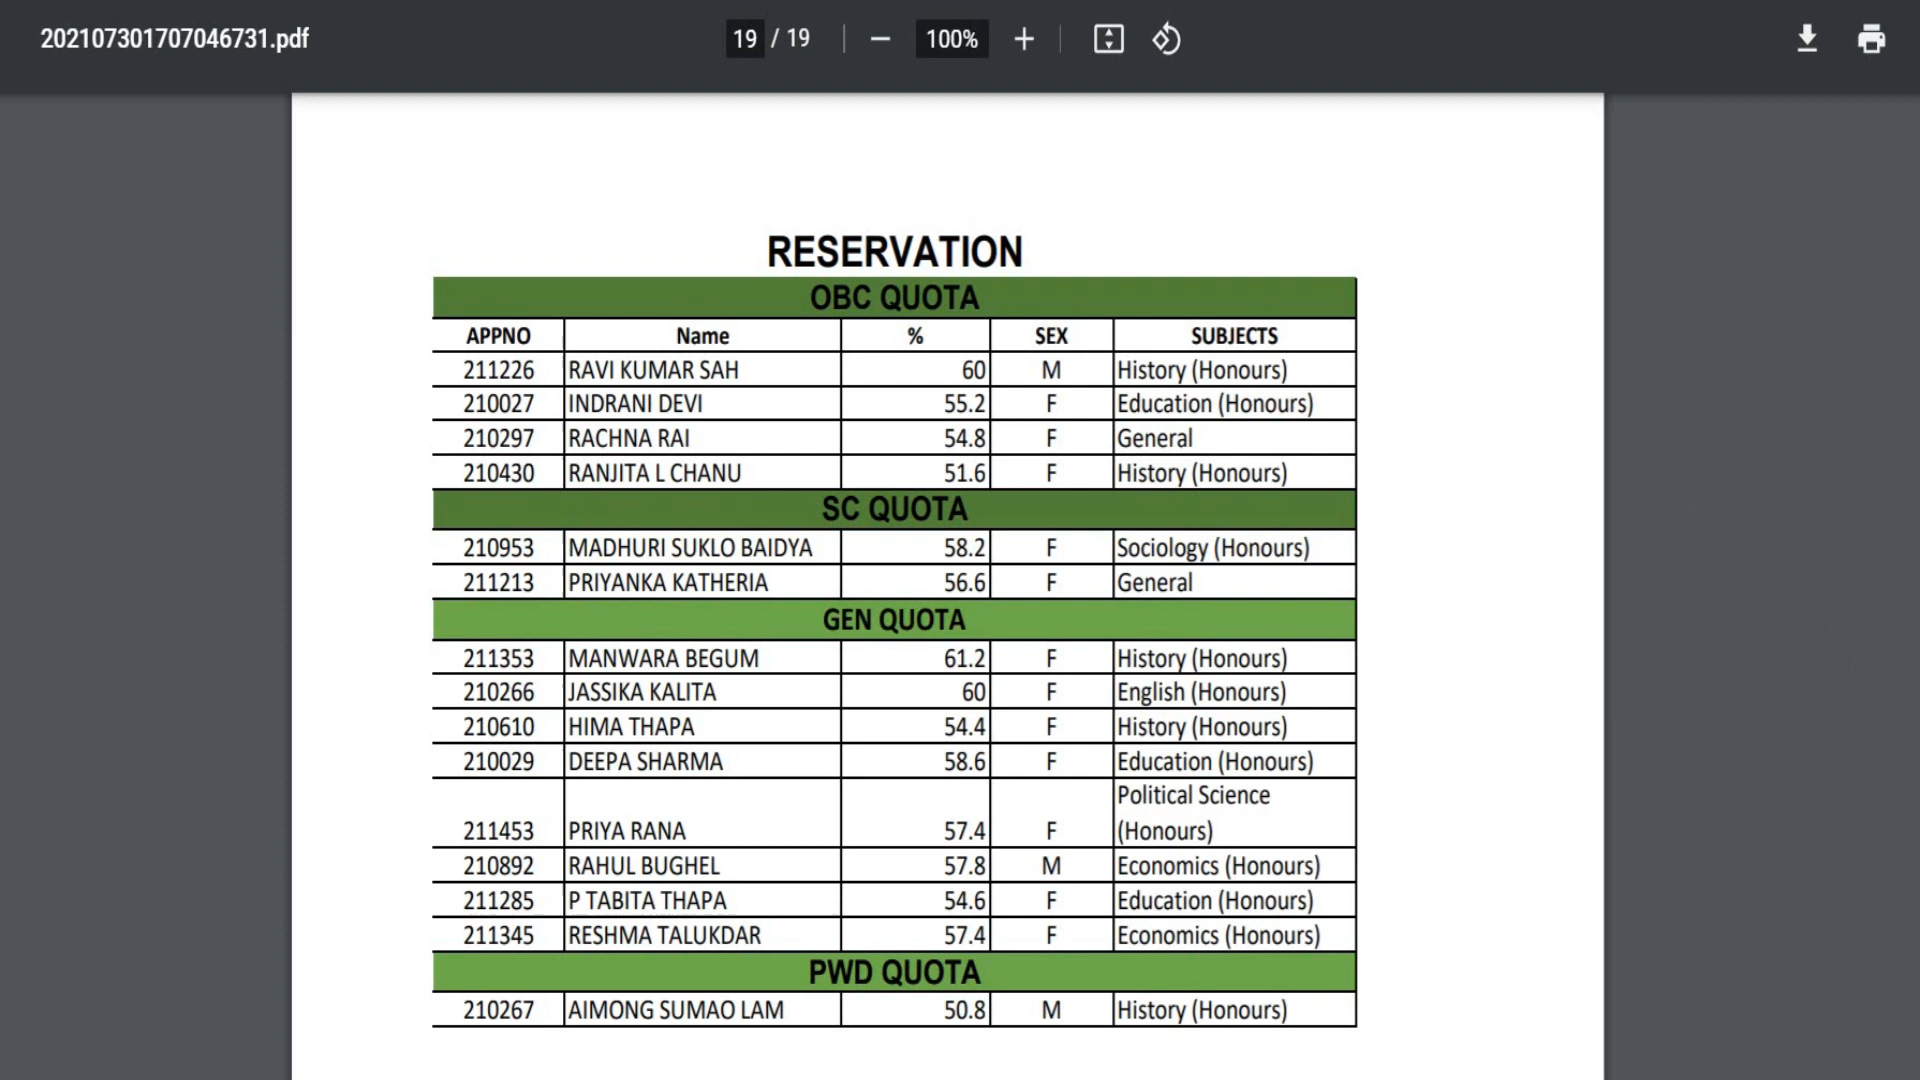 202107301707046731.pdf
19 / 19
100%
RESERVATION
OBC QUOTA
APPNO Name % SEX SUBJECTS
211226 RAVI KUMAR SAH 60 M History (Honours)
210027 INDRANI DEVI 55.2 F Education (Honours)
210297 RACHNA RAI 54.8 F General
210430 RANJITA L CHANU 51.6 F History (Honours)
SC QUOTA
210953 MADHURI SUKLO BAIDYA 58.2 F Sociology (Honours)
211213 PRIYANKA KATHERIA 56.6 F General
GEN QUOTA
211353 MANWARA BEGUM 61.2 F History (Honours)
210266 JASSIKA KALITA 60 F English (Honours)
210610 HIMA THAPA 54.4 F History (Honours)
210029 DEEPA SHARMA 58.6 F Education (Honours)
Political Science
211453 PRIYA RANA 57.4 F (Honours)
210892 RAHUL BUGHEL 57.8 M Economics (Honours)
211285 P TABITA THAPA 54.6 F Education (Honours)
211345 RESHMA TALUKDAR 57.4 F Economics (Honours)
PWD QUOTA
210267 AIMONG SUMAO LAM 50.8 M History (Honours)